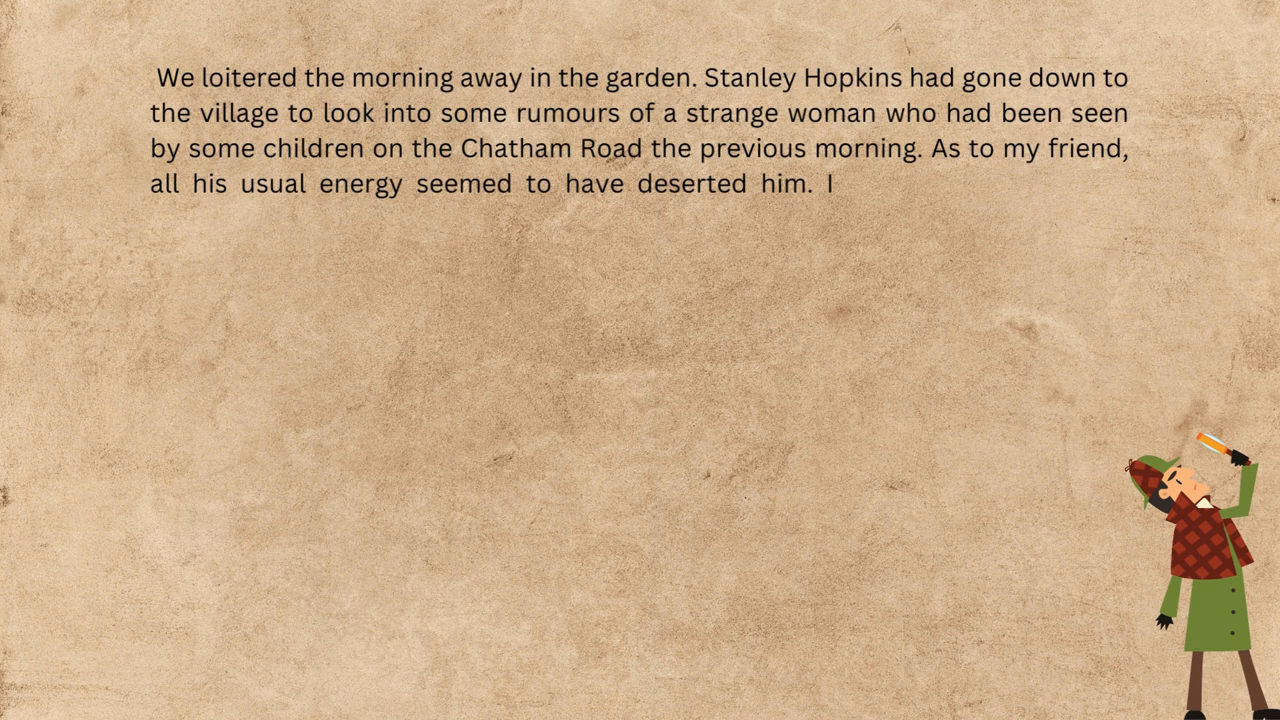 We loitered the morning away in the garden. Stanley Hopkins had gone down to
the village to look into some rumours of a strange woman who had been seen
by some children on the Chatham Road the previous morning. As to my friend,
all his usual energy seemed to have deserted him. I